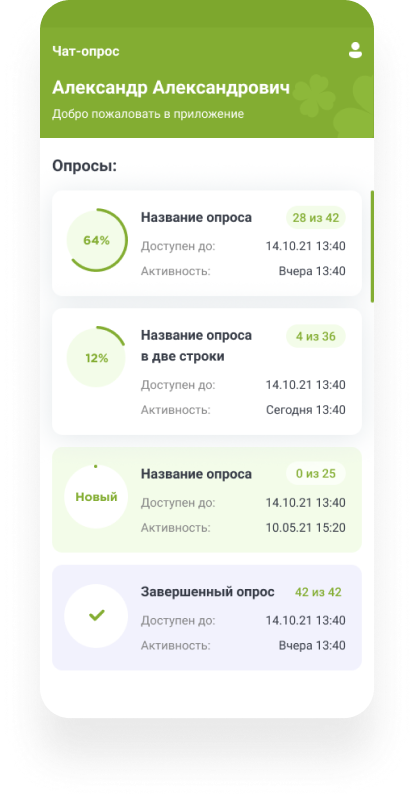 Чат-опрос
Александр Александрович
Добро пожаловать в приложение
Опросы:
64%
Название опроса
28 из 42
Доступен до:
14.10.21 13:40
Активность:
Вчера 13:40
12%
Название опроса
в две строки
4 из 36
Доступен до:
14.10.21 13:40
Активность:
Сегодня 13:40
Новый
Название опроса
0 из 25
Доступен до:
14.10.21 13:40
Активность:
10.05.21 15:20
Завершенный опрос
42 из 42
Доступен до:
14.10.21 13:40
Активность:
Вчера 13:40